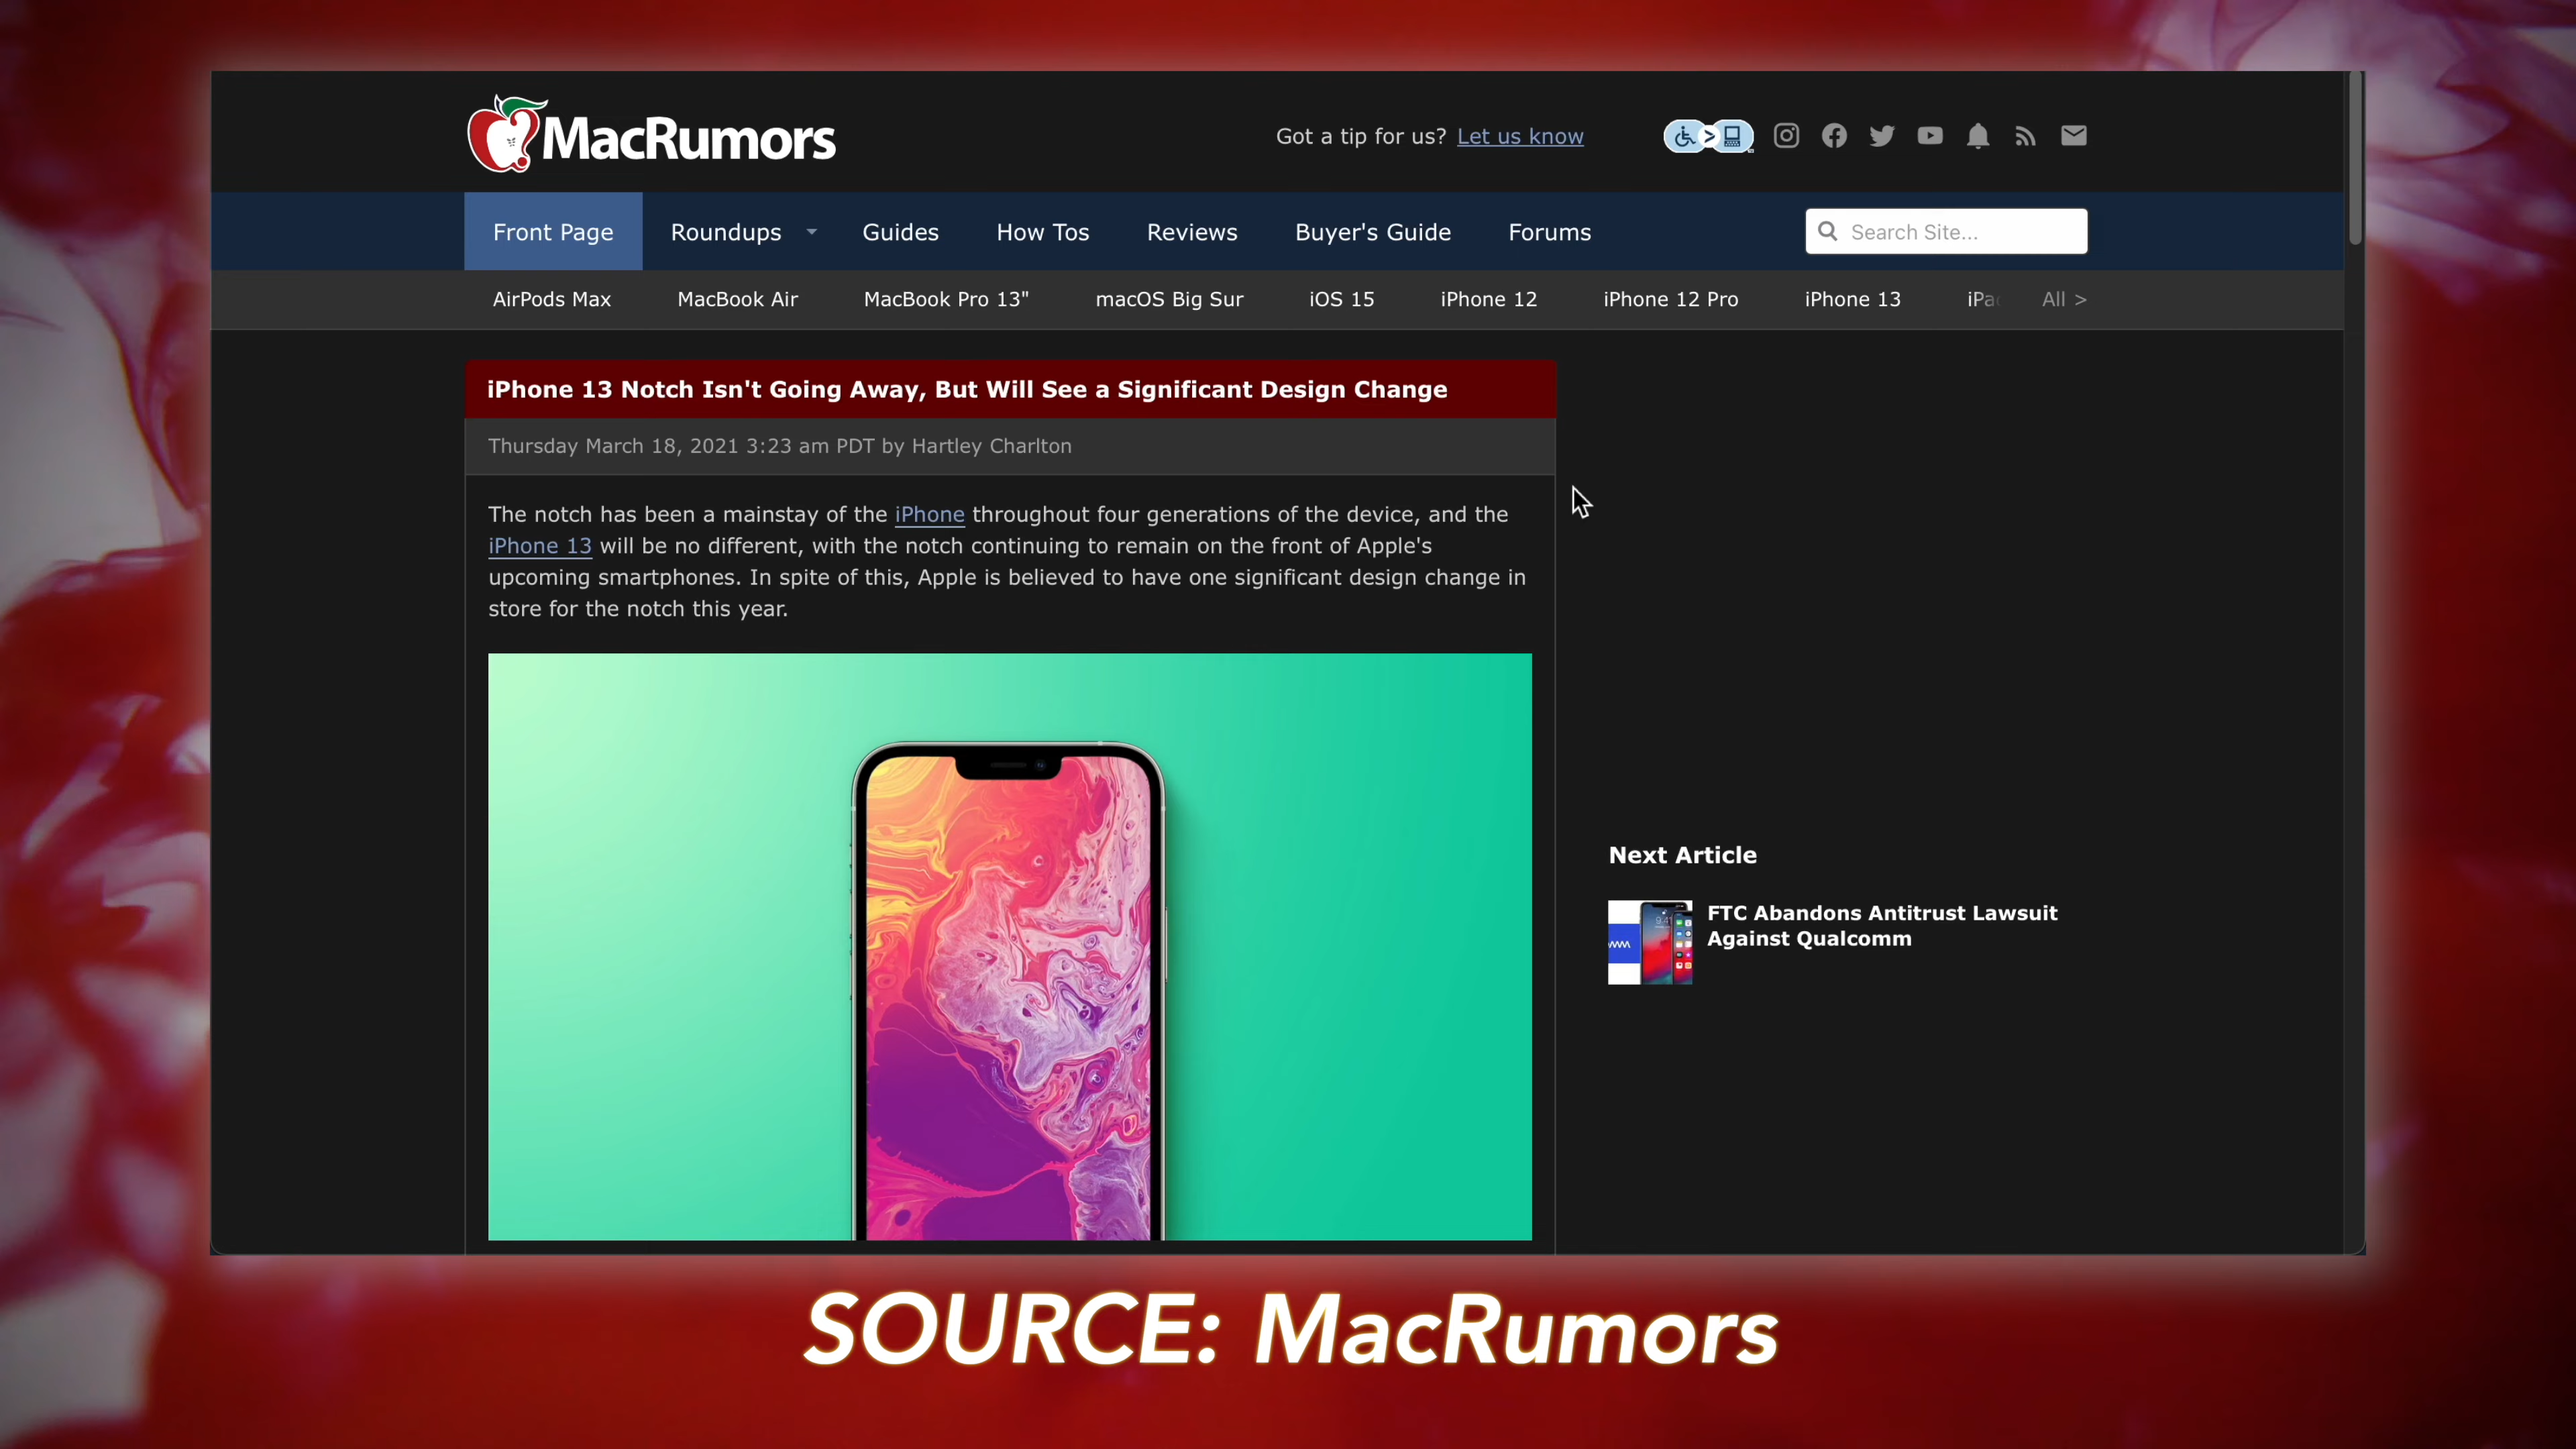 MacRumors
Got a tip for us? Let us know
Front Page Roundups Guides How Tos Reviews Buyer's Guide Forums Search Site...
AirPods Max MacBook Air MacBook Pro 13" macOS Big Sur iOS 15 iPhone 12 iPhone 12 Pro iPhone 13 iPa All >
iPhone 13 Notch Isn't Going Away, But Will See a Significant Design Change
Thursday March 18, 2021 3:23 am PDT by Hartley Charlton
The notch has been a mainstay of the iPhone throughout four generations of the device, and the
iPhone 13 will be no different, with the notch continuing to remain on the front of Apple's
upcoming smartphones. In spite of this, Apple is believed to have one significant design change in
store for the notch this year.
Next Article
FTC Abandons Antitrust Lawsuit
Against Qualcomm
SOURCE: MacRumors